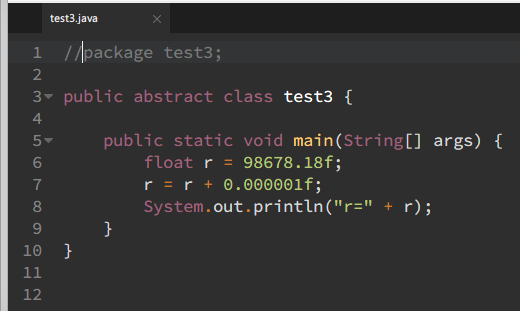 test3.java
1 //package test3;
2
3 public abstract class test3 {
4
5 public static void main(String[] args) {
6 float r = 98678.18f;
7 r = r + 0.000001f;
8 System.out.println("r=" + r);
9 }
10 }
11
12